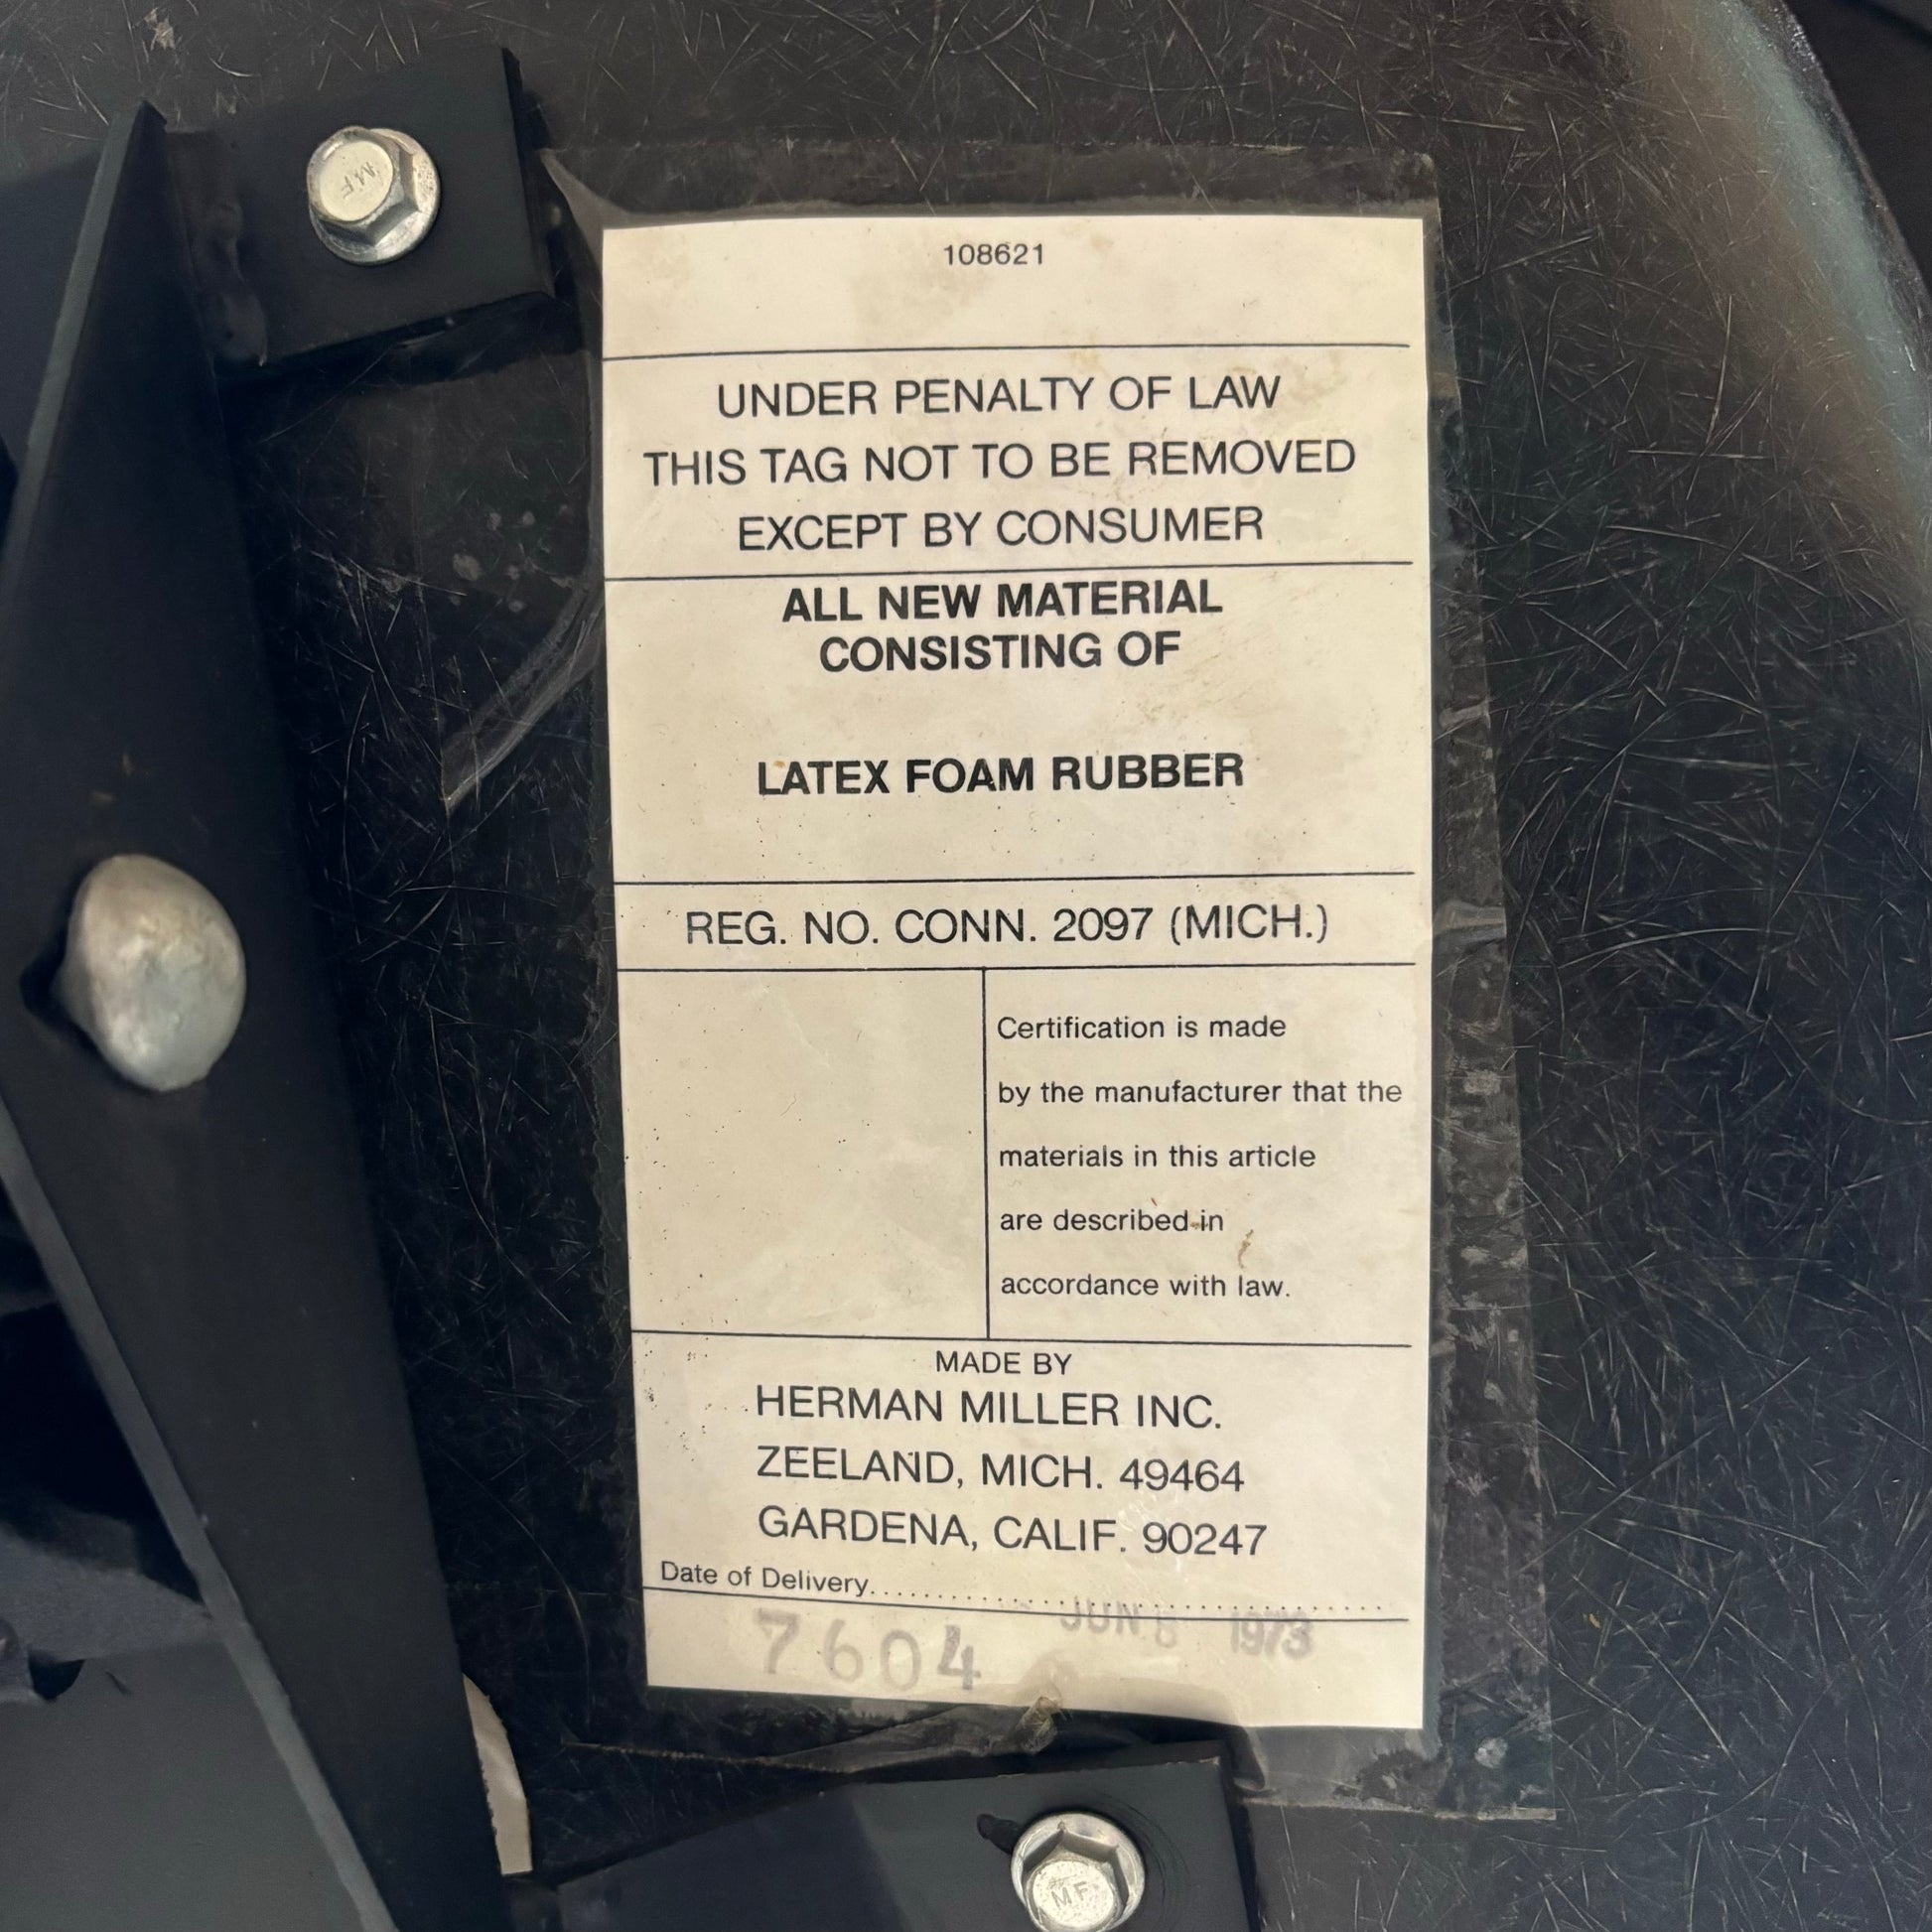 MF
108621
UNDER PENALTY OF LAW
THIS TAG NOT TO BE REMOVED
EXCEPT BY CONSUMER
ALL NEW MATERIAL
CONSISTING OF
LATEX FOAM RUBBER
REG. NO. CONN. 2097 (MICH.)
Certification is made
by the manufacturer that the
materials in this article
are described in
accordance with law.
MADE BY
HERMAN MILLER INC.
ZEELAND, MICH. 49464
GARDENA, CALIF. 90247
Date of Delivery
7604 JUN 1973
MF